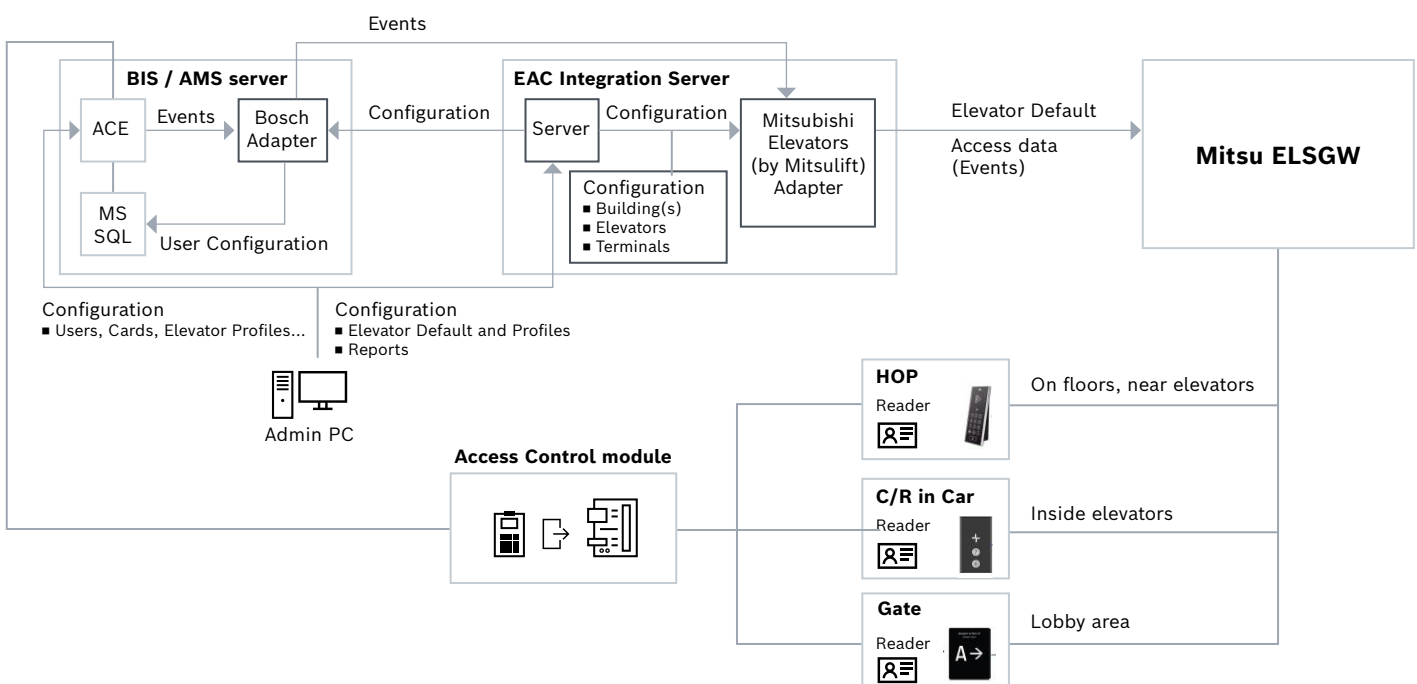 Events
BIS / AMS server
EAC Integration Server
ACE
Events
Bosch
Adapter
Configuration
Server
Configuration
Mitsubishi
Elevators
(by Mitsulift)
Adapter
Elevator Default
Access data
(Events)
Mitsu ELSGW
MS
SQL
User Configuration
Configuration
▪ Building(s)
▪ Elevators
▪ Terminals
Configuration
▪ Users, Cards, Elevator Profiles...
Configuration
▪ Elevator Default and Profiles
▪ Reports
Admin PC
Access Control module
HOP
Reader
On floors, near elevators
C/R in Car
Reader
Inside elevators
Gate
Reader
A→
Lobby area